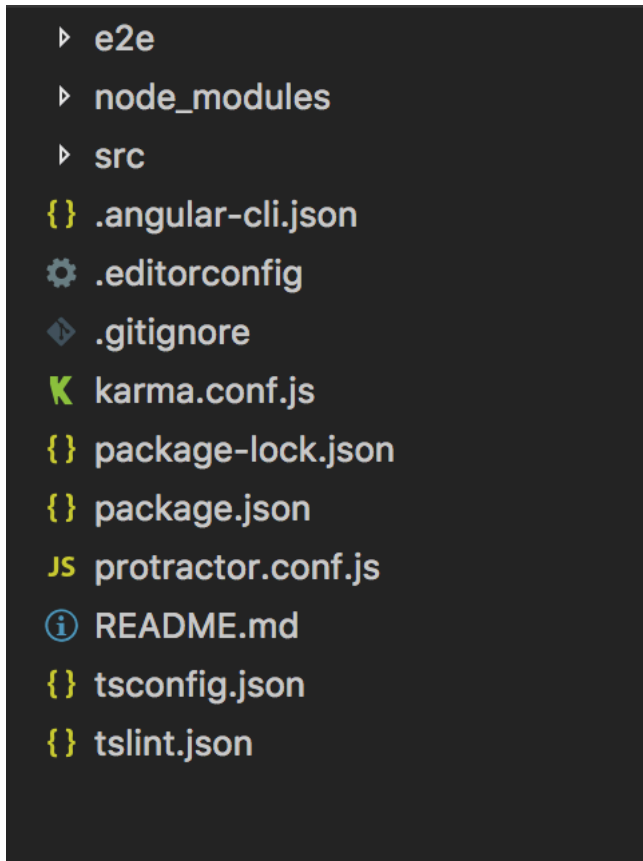 e2e
node_modules
src
{} .angular-cli.json
.editorconfig
.gitignore
K karma.conf.js
{} package-lock.json
{} package.json
JS protractor.conf.js
i README.md
{} tsconfig.json
{} tslint.json